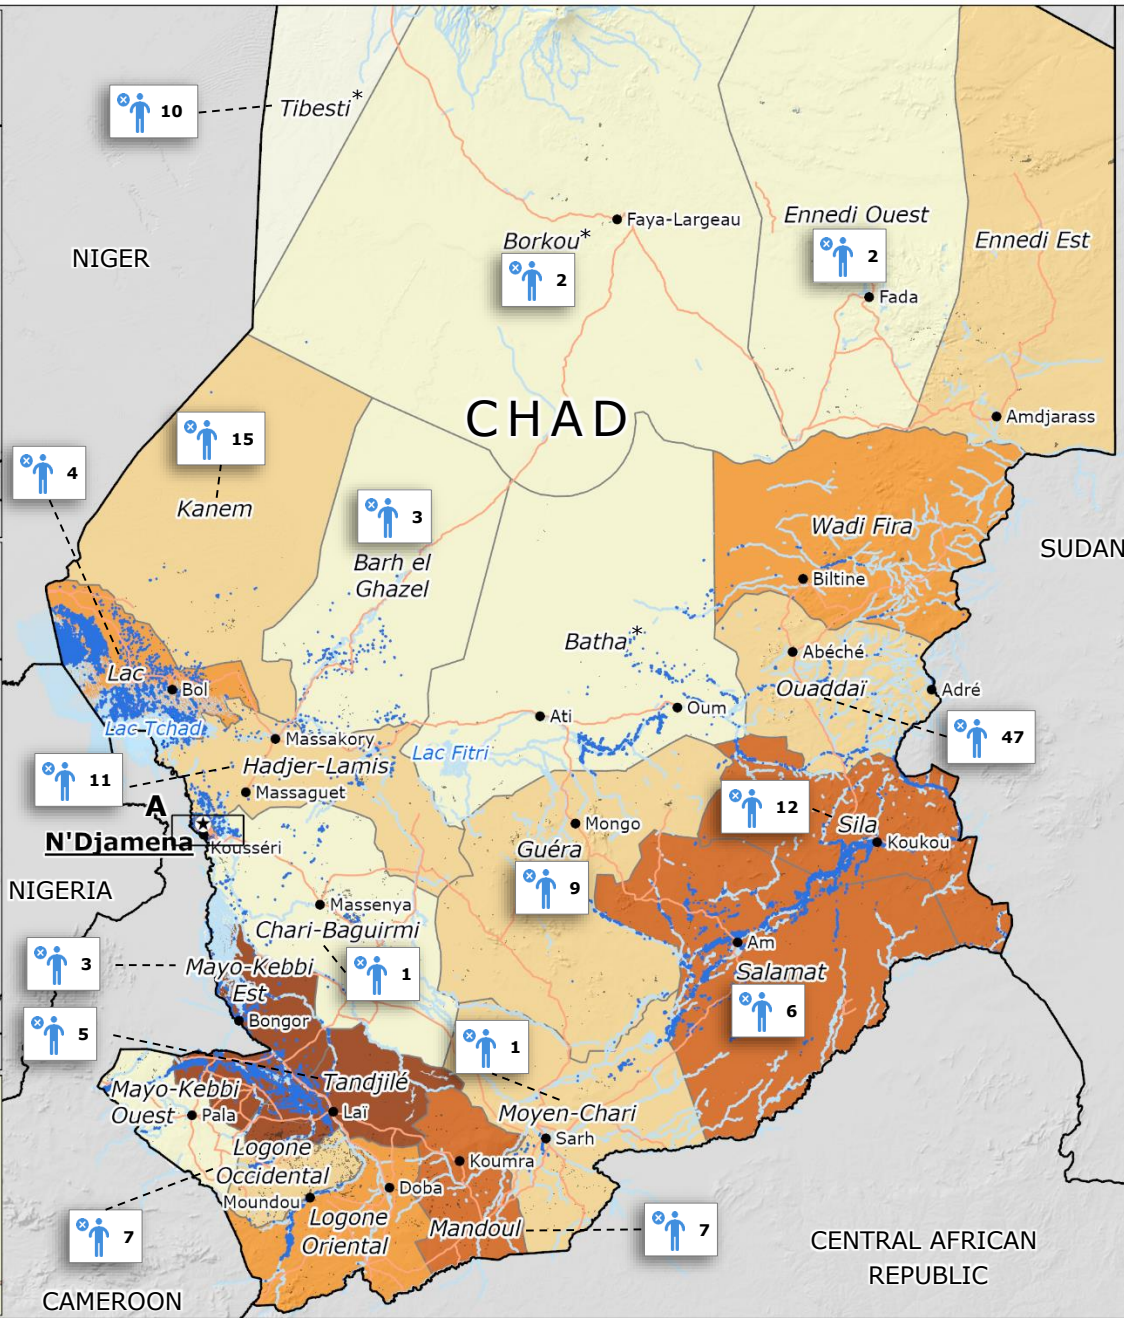 10
Tibesti*
NIGER
Faya-Largeau
Borkou*
2
Ennedi Ouest
2
Fada
Ennedi Est
CHAD
Amdjarass
15
4
Kanem
3
Barh el
Ghazel
Wadi Fira
SUDAN
Biltine
Batha*
Abéché
Ouaddaï
Adré
Lac
Bol
Oum
Ati
Lac Tchad
Massakory
Lac Fitri
47
Hadjer-Lamis
11
Massaguet
A
12
N'Djamena
Kousséri
Mongo
Sila
Koukou
Guéra
NIGERIA
9
Massenya
Chari-Baguirmi
Am
3
Mayo-Kebbi
Est
1
Salamat
6
Bongor
5
1
Tandjilé
Mayo-Kebbi
Ouest
Pala
Laï
Moyen-Chari
Sarh
Logone
Occidental
Koumra
Doba
Moundou
Logone
Oriental
Mandoul
7
7
CENTRAL AFRICAN
REPUBLIC
CAMEROON